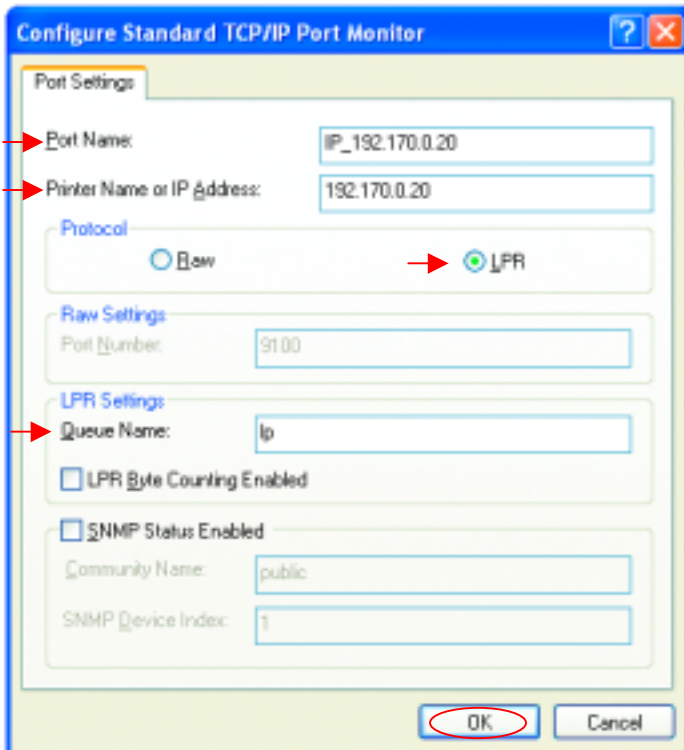 Configure Standard TCP/IP Port Monitor
Port Settings
Port Name: IP_192.170.0.20
Printer Name or IP Address: 192.170.0.20
Protocol
Raw LPR
Raw Settings
Port Number: 9100
LPR Settings
Queue Name: lp
LPR Byte Counting Enabled
SNMP Status Enabled
Community Name: public
SNMP Device Index: 1
OK Cancel